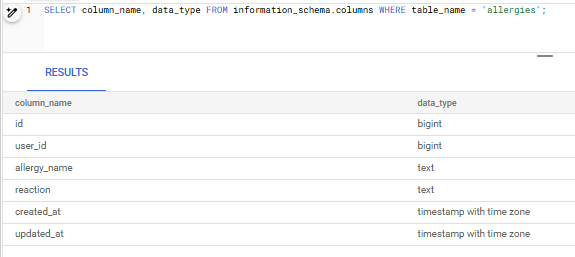 1 SELECT column_name, data_type FROM information_schema.columns WHERE table_name = 'allergies';
RESULTS
column_name data_type
id bigint
user_id bigint
allergy_name text
reaction text
created_at timestamp with time zone
updated_at timestamp with time zone